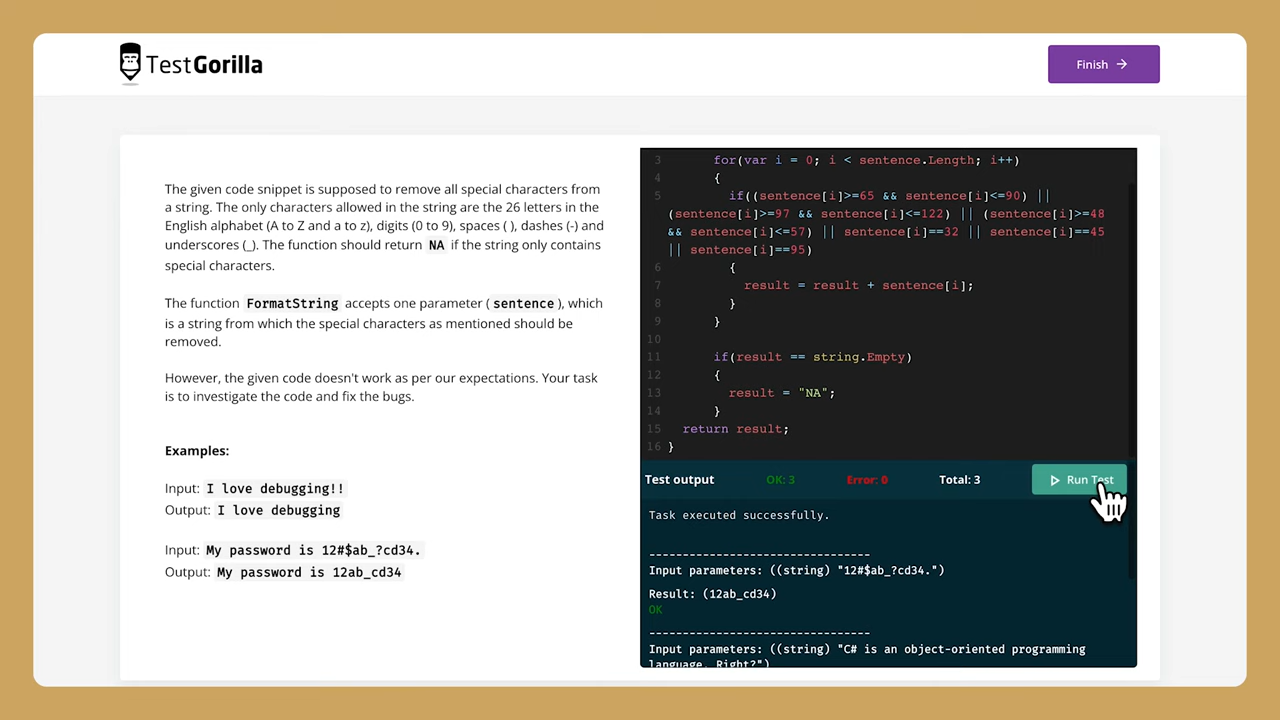 TestGorilla
Finish →
The given code snippet is supposed to remove all special characters from
a string. The only characters allowed in the string are the 26 letters in the
English alphabet (A to Z and a to z), digits (0 to 9), spaces ( ), dashes (-) and
underscores (_). The function should return NA if the string only contains
special characters.
The function FormatString accepts one parameter ( sentence ), which
is a string from which the special characters as mentioned should be
removed.
However, the given code doesn't work as per our expectations. Your task
is to investigate the code and fix the bugs.
Examples:
Input: I love debugging!!
Output: I love debugging
Input: My password is 12#$ab_?cd34.
Output: My password is 12ab_cd34
3 for(var i = 0; i < sentence.Length; i++)
4 {
5 if((sentence[i]>=65 && sentence[i]<=90) ||
(sentence[i]>=97 && sentence[i]<=122) || (sentence[i]>=48
&& sentence[i]<=57) || sentence[i]==32 || sentence[i]==45
|| sentence[i]==95)
6 {
7 result = result + sentence[i];
8 }
9 }
10
11 if(result == string.Empty)
12 {
13 result = "NA";
14 }
15 return result;
16 }
Test output OK: 3 Error: 0 Total: 3 Run Test
Task executed successfully.
--------------------------------
Input parameters: ((string) "12#$ab_?cd34.")
Result: (12ab_cd34)
OK
--------------------------------
Input parameters: ((string) "C# is an object-oriented programming
language. Right?")